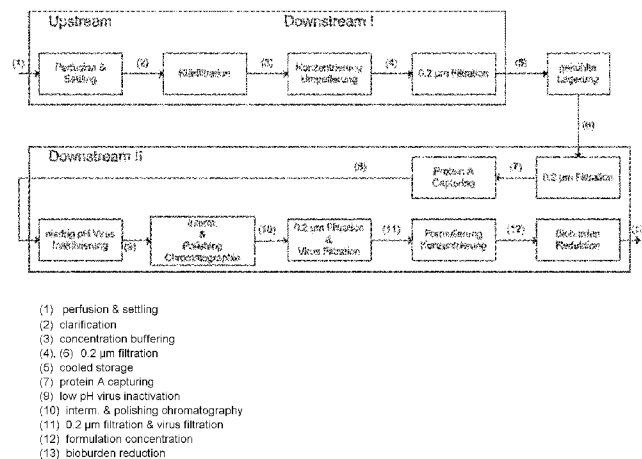 Upstream Downstream I
(1) Perfusion & Settling (2) Klärfiltration (3) Konzentrierung Umpufferung (4) 0.2 µm Filtration (5) gekühlte Lagerung
(6)
Downstream II
(8) Protein A Capturing (7) 0.2 µm Filtration
niedrig pH Virus Inaktivierung (9) Interm. & Polishing Chromatographie (10) 0.2 µm Filtration & Virus Filtration (11) Formulierung Konzentrierung (12) Bioburden Reduktion
(1) perfusion & settling
(2) clarification
(3) concentration buffering
(4), (6) 0.2 µm filtration
(5) cooled storage
(7) protein A capturing
(9) low pH virus inactivation
(10) interm. & polishing chromatography
(11) 0.2 µm filtration & virus filtration
(12) formulation concentration
(13) bioburden reduction